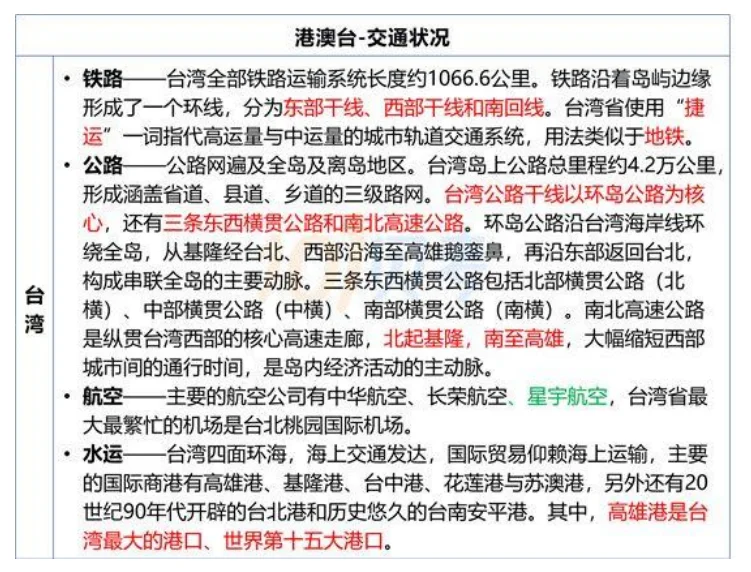 港澳台-交通状况
台湾
• 铁路——台湾全部铁路运输系统长度约1066.6公里。铁路沿着岛屿边缘
形成了一个环线，分为东部干线、西部干线和南回线。台湾省使用“捷
运”一词指代高运量与中运量的城市轨道交通系统，用法类似于地铁。
• 公路——公路网遍及全岛及离岛地区。台湾岛上公路总里程约4.2万公里，
形成涵盖省道、县道、乡道的三级路网。台湾公路干线以环岛公路为核
心，还有三条东西横贯公路和南北高速公路。环岛公路沿台湾海岸线环
绕全岛，从基隆经台北、西部沿海至高雄鹅銮鼻，再沿东部返回台北，
构成串联全岛的主要动脉。三条东西横贯公路包括北部横贯公路（北
横）、中部横贯公路（中横）、南部横贯公路（南横）。南北高速公路
是纵贯台湾西部的核心高速走廊，北起基隆，南至高雄，大幅缩短西部
城市间的通行时间，是岛内经济活动的主动脉。
• 航空——主要的航空公司有中华航空、长荣航空、星宇航空，台湾省最
大最繁忙的机场是台北桃园国际机场。
• 水运——台湾四面环海，海上交通发达，国际贸易仰赖海上运输，主要
的国际商港有高雄港、基隆港、台中港、花莲港与苏澳港，另外还有20
世纪90年代开辟的台北港和历史悠久的台南安平港。其中，高雄港是台
湾最大的港口、世界第十五大港口。